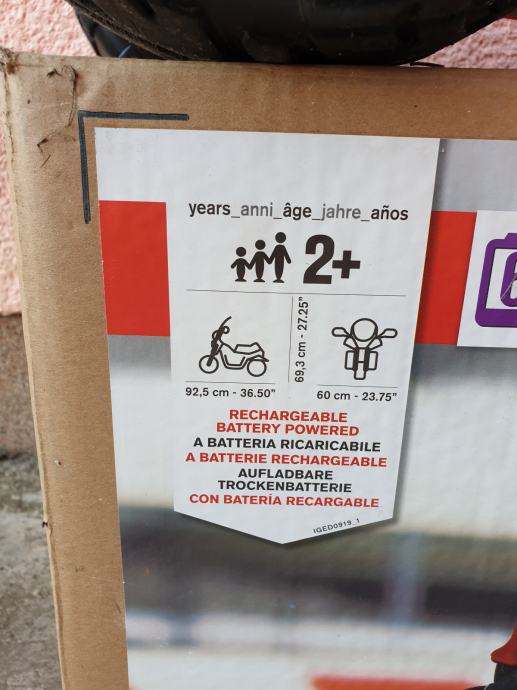 years_anni_âge_jahre_años
2+
69,3 cm - 27.25"
92,5 cm - 36.50"
60 cm - 23.75"
RECHARGEABLE
BATTERY POWERED
A BATTERIA RICARICABILE
A BATTERIE RECHARGEABLE
AUFLADBARE
TROCKENBATTERIE
CON BATERÍA RECARGABLE
IGED0919_1